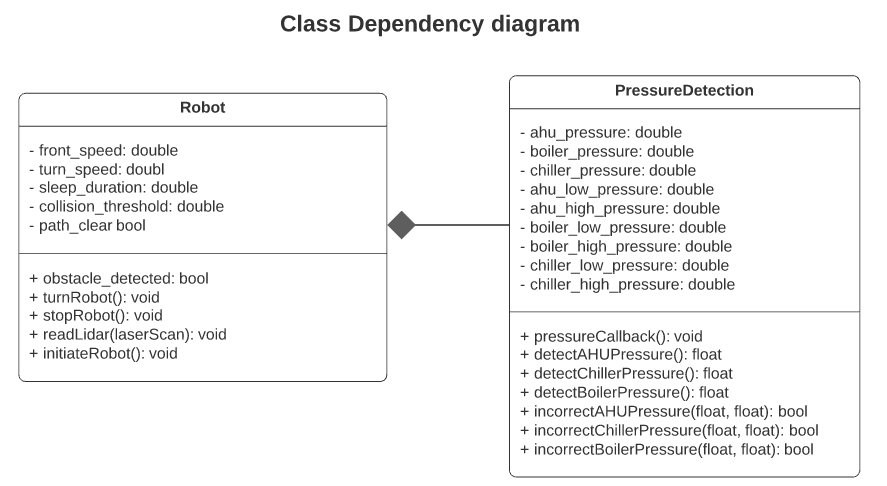 Class Dependency diagram
Robot
- front_speed: double
- turn_speed: doubl
- sleep_duration: double
- collision_threshold: double
- path_clear bool
+ obstacle_detected: bool
+ turnRobot(): void
+ stopRobot(): void
+ readLidar(laserScan): void
+ initiateRobot(): void
PressureDetection
- ahu_pressure: double
- boiler_pressure: double
- chiller_pressure: double
- ahu_low_pressure: double
- ahu_high_pressure: double
- boiler_low_pressure: double
- boiler_high_pressure: double
- chiller_low_pressure: double
- chiller_high_pressure: double
+ pressureCallback(): void
+ detectAHUPressure(): float
+ detectChillerPressure(): float
+ detectBoilerPressure(): float
+ incorrectAHUPressure(float, float): bool
+ incorrectChillerPressure(float, float): bool
+ incorrectBoilerPressure(float, float): bool